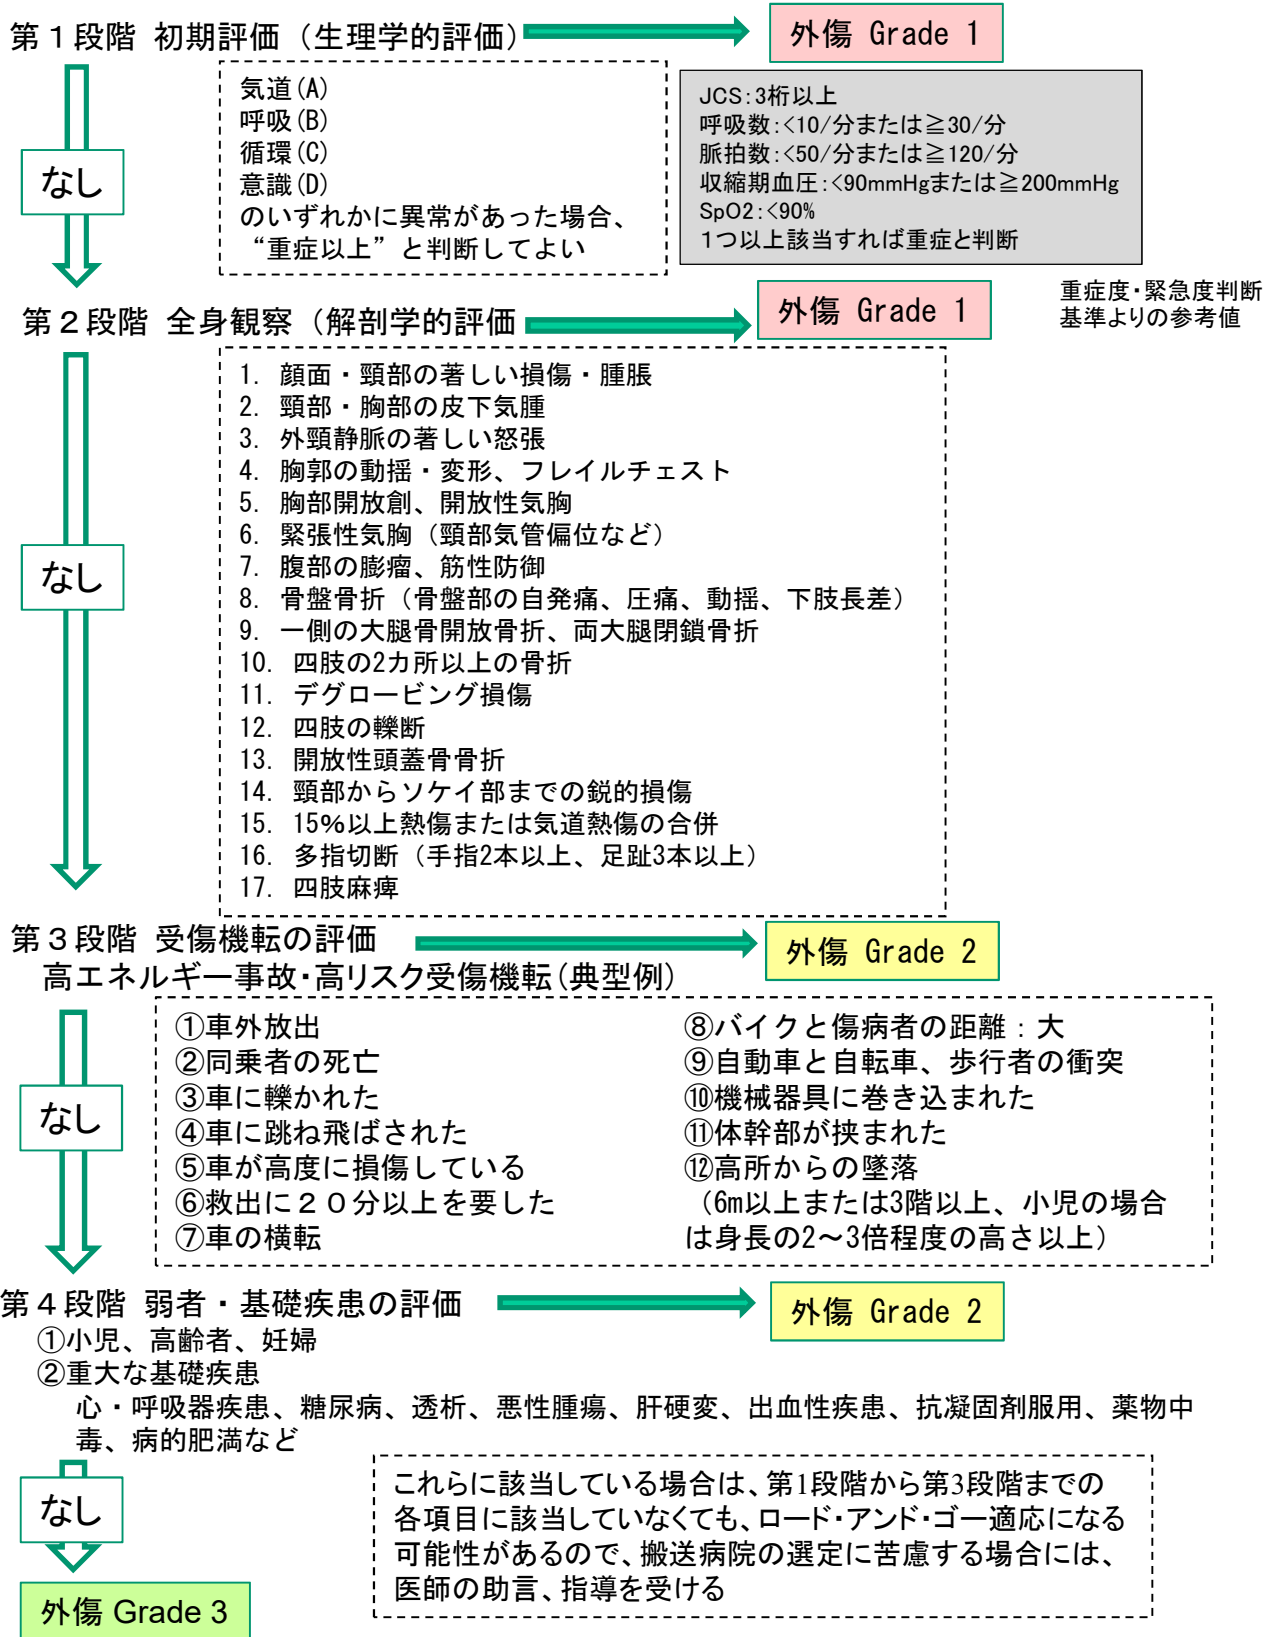 第１段階 初期評価（生理学的評価）
外傷 Grade 1
気道(A)
呼吸(B)
循環(C)
意識(D)
のいずれかに異常があった場合、
“重症以上”と判断してよい
JCS：3桁以上
呼吸数：<10/分または≧30/分
脈拍数：<50/分または≧120/分
収縮期血圧：<90mmHgまたは≧200mmHg
SpO2：<90%
１つ以上該当すれば重症と判断
なし
重症度・緊急度判断
基準よりの参考値
第２段階 全身観察（解剖学的評価
外傷 Grade 1
1. 顔面・頸部の著しい損傷・腫脹
2. 頸部・胸部の皮下気腫
3. 外頸静脈の著しい怒張
4. 胸郭の動揺・変形、フレイルチェスト
5. 胸部開放創、開放性気胸
6. 緊張性気胸（頸部気管偏位など）
7. 腹部の膨瘤、筋性防御
8. 骨盤骨折（骨盤部の自発痛、圧痛、動揺、下肢長差）
9. 一側の大腿骨開放骨折、両大腿閉鎖骨折
10. 四肢の2カ所以上の骨折
11. デグロービング損傷
12. 四肢の轢断
13. 開放性頭蓋骨骨折
14. 頸部からソケイ部までの鋭的損傷
15. 15％以上熱傷または気道熱傷の合併
16. 多指切断（手指2本以上、足趾3本以上）
17. 四肢麻痺
なし
第３段階 受傷機転の評価
外傷 Grade 2
高エネルギー事故・高リスク受傷機転(典型例)
①車外放出
②同乗者の死亡
③車に轢かれた
④車に跳ね飛ばされた
⑤車が高度に損傷している
⑥救出に２０分以上を要した
⑦車の横転
⑧バイクと傷病者の距離：大
⑨自動車と自転車、歩行者の衝突
⑩機械器具に巻き込まれた
⑪体幹部が挟まれた
⑫高所からの墜落
（6m以上または3階以上、小児の場合
は身長の2～3倍程度の高さ以上）
なし
第４段階 弱者・基礎疾患の評価
外傷 Grade 2
①小児、高齢者、妊婦
②重大な基礎疾患
心・呼吸器疾患、糖尿病、透析、悪性腫瘍、肝硬変、出血性疾患、抗凝固剤服用、薬物中
毒、病的肥満など
なし
これらに該当している場合は、第1段階から第3段階までの
各項目に該当していなくても、ロード・アンド・ゴー適応になる
可能性があるので、搬送病院の選定に苦慮する場合には、
医師の助言、指導を受ける
外傷 Grade 3